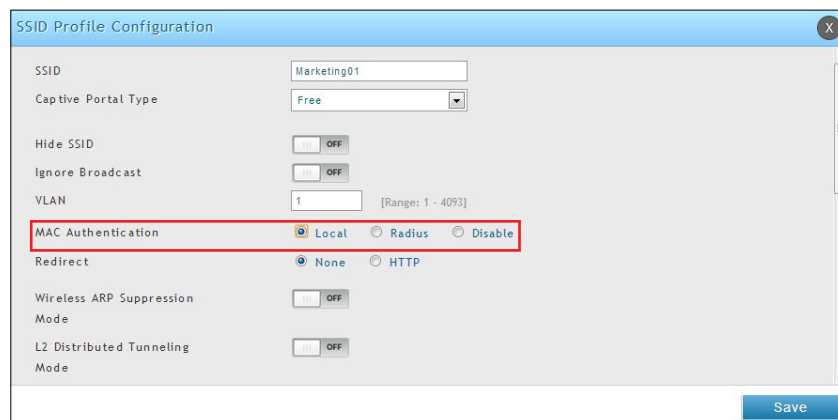 SSID Profile Configuration
X
SSID Marketing01
Captive Portal Type Free
Hide SSID OFF
Ignore Broadcast OFF
VLAN 1 [Range: 1 - 4093]
MAC Authentication Local Radius Disable
Redirect None HTTP
Wireless ARP Suppression OFF
Mode
L2 Distributed Tunneling OFF
Mode
Save